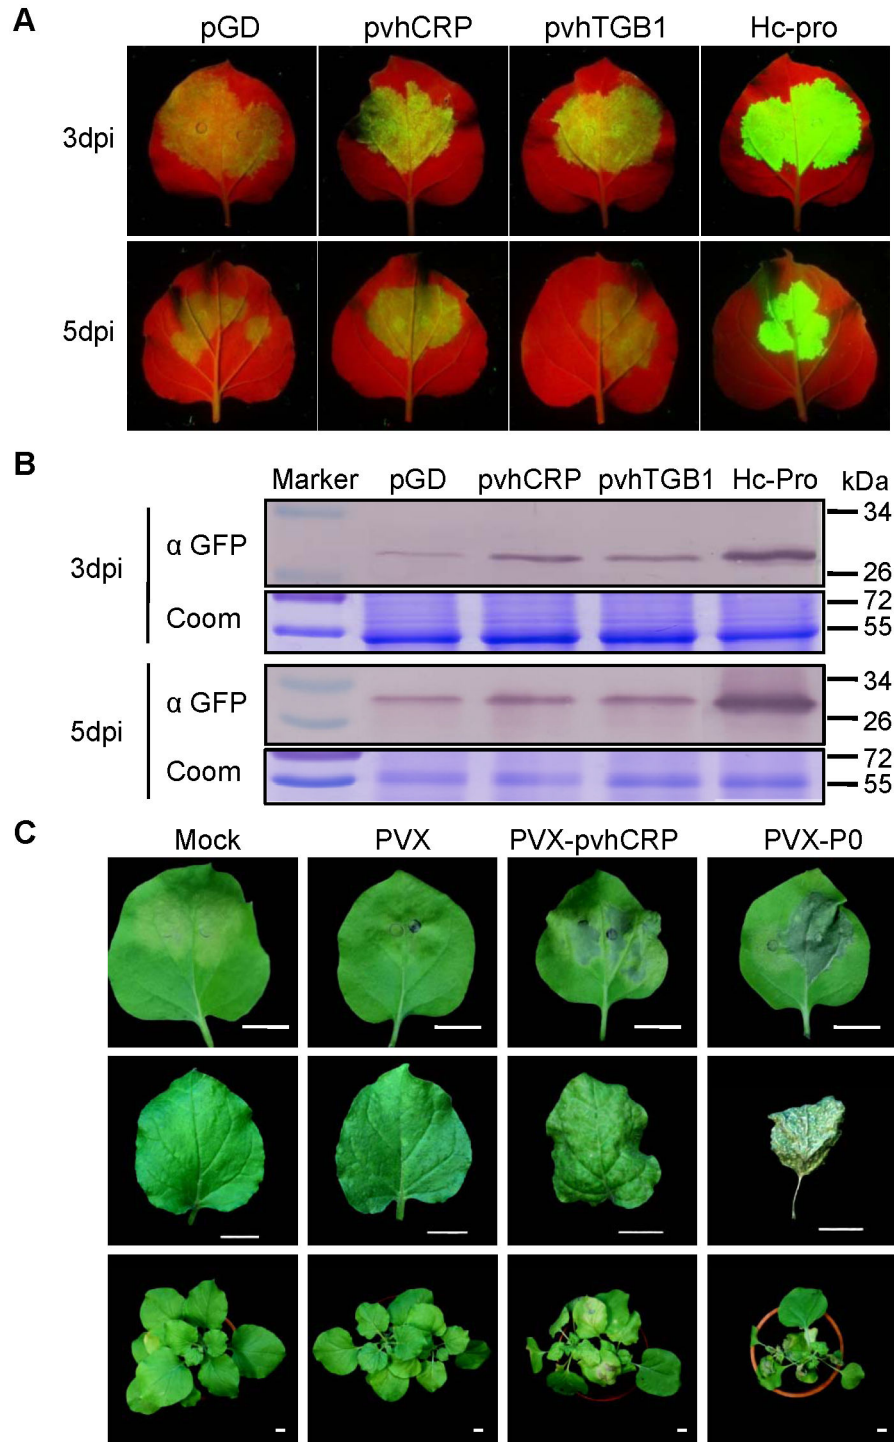 A
pGD pvhCRP pvhTGB1 Hc-pro
3dpi
5dpi
B
Marker pGD pvhCRP pvhTGB1 Hc-Pro kDa
3dpi
α GFP
34
26
Coom
72
55
5dpi
α GFP
34
26
Coom
72
55
C
Mock PVX PVX-pvhCRP PVX-P0